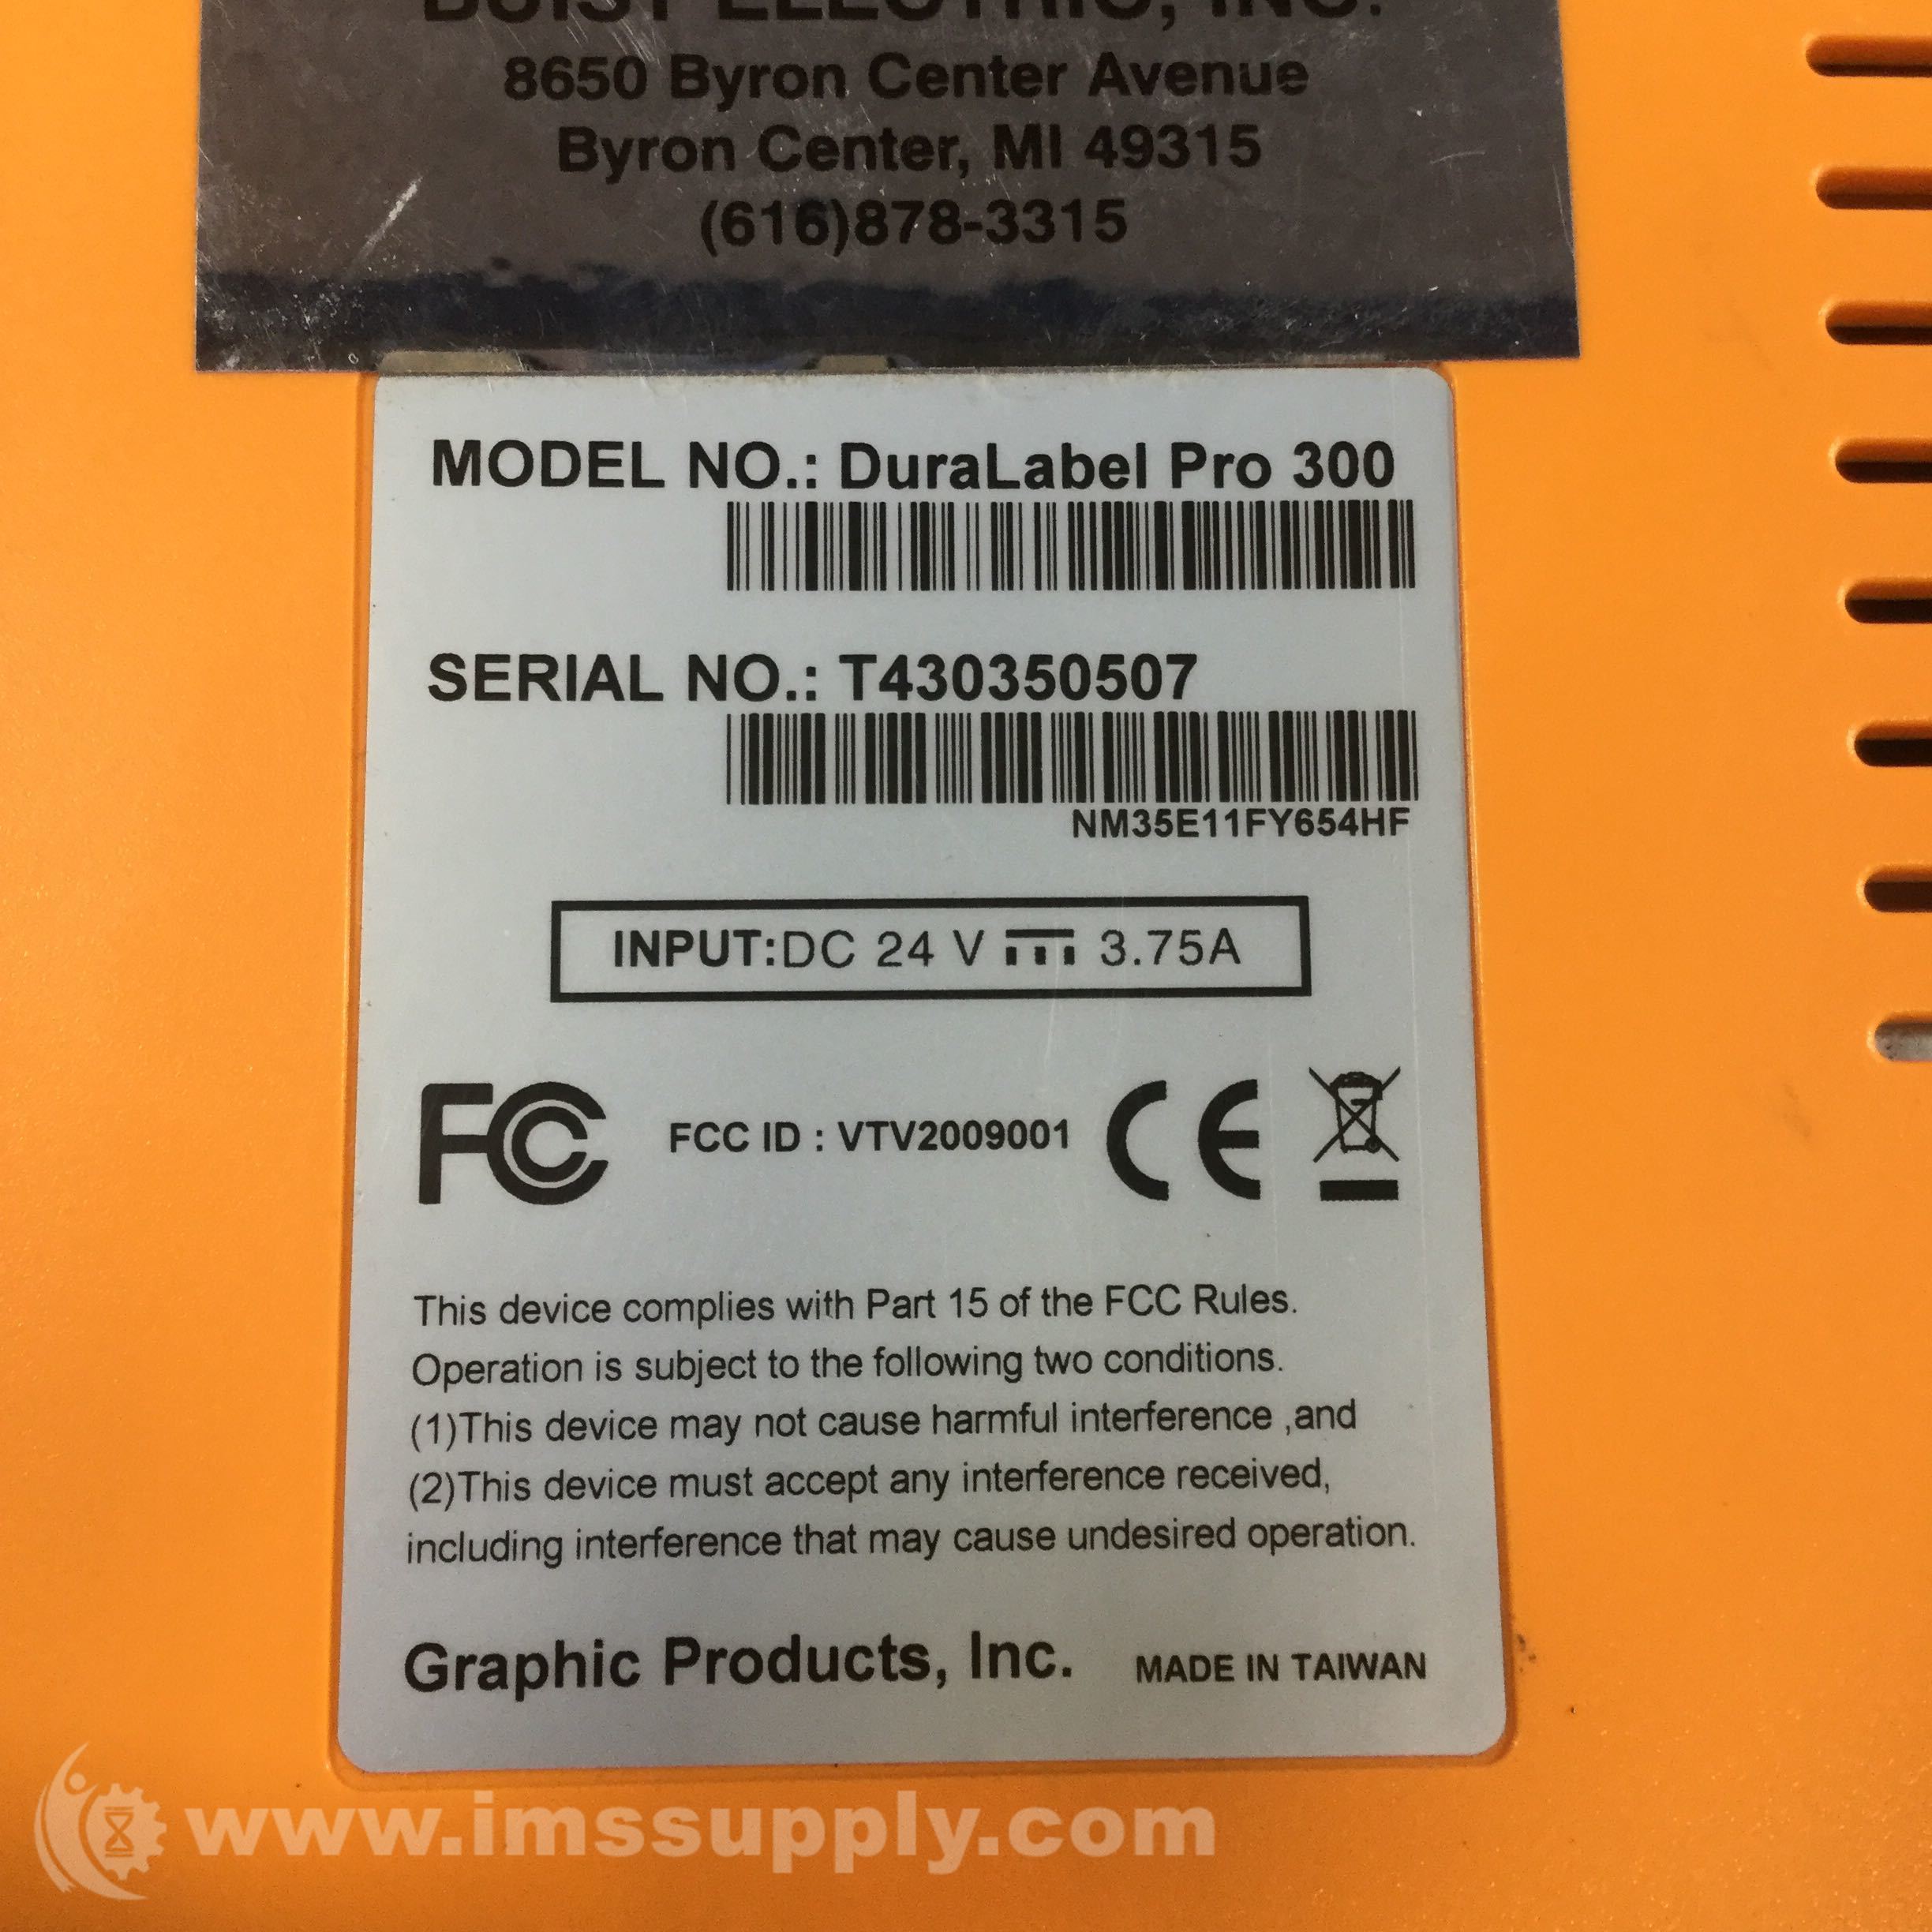 BUIST ELECTRIC, INC.
8650 Byron Center Avenue
Byron Center, MI 49315
(616)878-3315
MODEL NO.: DuraLabel Pro 300
SERIAL NO.: T430350507
NM35E11FY654HF
INPUT:DC 24 V 3.75A
FC
FCC ID : VTV2009001
CE
This device complies with Part 15 of the FCC Rules.
Operation is subject to the following two conditions.
(1)This device may not cause harmful interference ,and
(2)This device must accept any interference received,
including interference that may cause undesired operation.
Graphic Products, Inc. MADE IN TAIWAN
www.imssupply.com